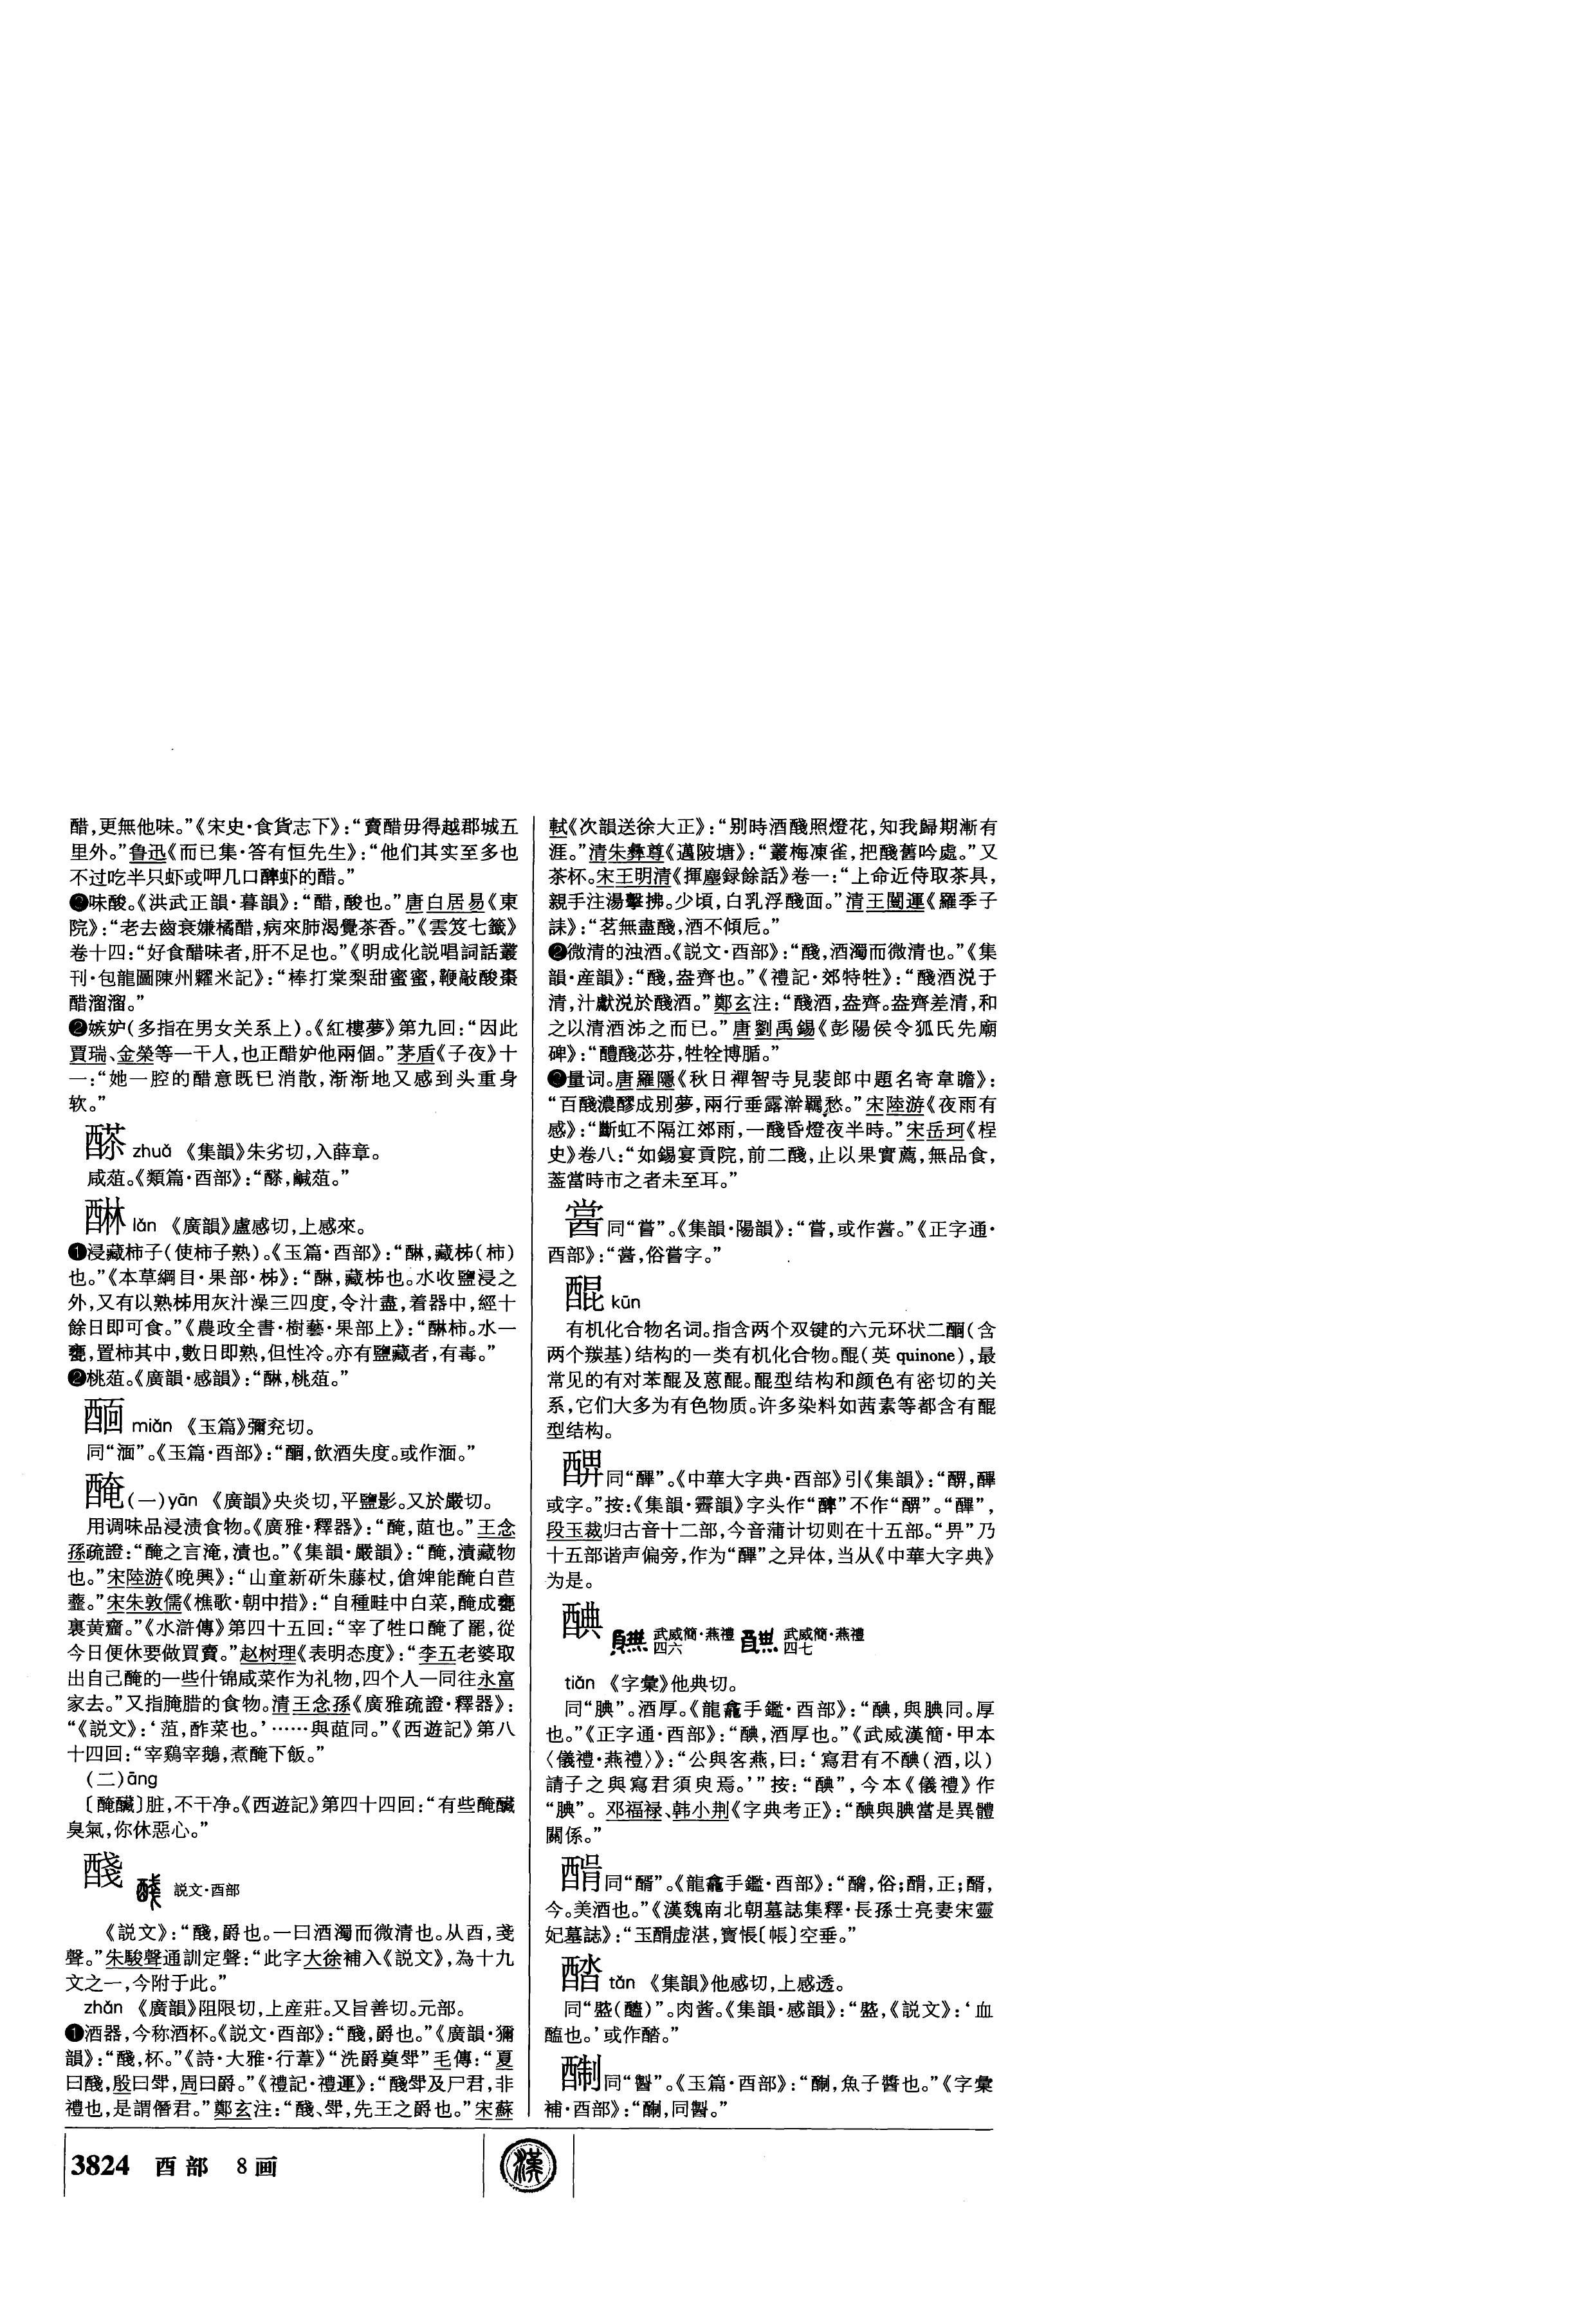 醋,更無他味。”《宋史·食貨志下》:“賣醋毋得越郡城五
里外。”鲁迅《而已集·答有恒先生》:“他们其实至多也
不过吃半只虾或呷几口醉虾的醋。”
❸味酸。《洪武正韻·暮韻》:“醋,酸也。”唐白居易《東
院》:“老去齒衰嫌橘醋,病來肺渴覺茶香。”《雲笈七籤》
卷十四:“好食醋味者,肝不足也。”《明成化説唱詞話叢
刊·包龍圖陳州糶米記》:“棒打棠梨甜蜜蜜,鞭敲酸棗
醋溜溜。”
❷嫉妒(多指在男女关系上)。《紅樓夢》第九回:“因此
賈瑞、金榮等一干人,也正醋妒他兩個。”茅盾《子夜》十
一:“她一腔的醋意既已消散,渐渐地又感到头重身
软。”
zhuǎ 《集韻》朱劣切,入薛章。
咸菹。《類篇·酉部》:“,鹹菹。”
醂 lǎn 《廣韻》盧感切,上感來。
❶浸藏柿子(使柿子熟)。《玉篇·酉部》:“醂,藏柹(柿)
也。”《本草綱目·果部·柹》:“醂,藏柹也。水收鹽浸之
外,又有以熟柹用灰汁澡三四度,令汁盡,着器中,經十
餘日即可食。”《農政全書·樹藝·果部上》:“醂柿。水一
甕,置柿其中,數日即熟,但性冷。亦有鹽藏者,有毒。”
❷桃菹。《廣韻·感韻》:“醂,桃菹。”
醽 miǎn 《玉篇》彌兖切。
同“湎”。《玉篇·酉部》:“,飲酒失度。或作湎。”
醃(一)yān 《廣韻》央炎切,平鹽影。又於嚴切。
用调味品浸渍食物。《廣雅·釋器》:“醃,葅也。”王念
孫疏證:“醃之言淹,漬也。”《集韻·嚴韻》:“醃,漬藏物
也。”宋陸游《晚興》:“山童新斫朱藤杖,傖婢能醃白苣
虀。”宋朱敦儒《樵歌·朝中措》:“自種畦中白菜,醃成甕
裏黄虀。”《水滸傳》第四十五回:“宰了牲口醃了罷,從
今日便休要做買賣。”赵树理《表明态度》:“李五老婆取
出自己醃的一些什锦咸菜作为礼物,四个人一同往永富
家去。”又指腌腊的食物。清王念孫《廣雅疏證·釋器》:
“《説文》:‘菹,酢菜也。’……與葅同。”《西遊記》第八
十四回:“宰鷄宰鵝,煮醃下飯。”
(二)āng
〔醃臢〕脏,不干净。《西遊記》第四十四回:“有些醃臢
臭氣,你休惡心。”
醆 説文·酉部
《説文》:“醆,爵也。一曰酒濁而微清也。从酉,戔
聲。”朱駿聲通訓定聲:“此字大徐補入《説文》,為十九
文之一,今附于此。”
zhǎn 《廣韻》阻限切,上産莊。又旨善切。元部。
❶酒器,今称酒杯。《説文·酉部》:“醆,爵也。”《廣韻·獮
韻》:“醆,杯。”《詩·大雅·行葦》“洗爵奠斝”毛傳:“夏
曰醆,殷曰斝,周曰爵。”《禮記·禮運》:“醆斝及尸君,非
禮也,是謂僭君。”鄭玄注:“醆、斝,先王之爵也。”宋蘇
軾《次韻送徐大正》:“别時酒醆照燈花,知我歸期漸有
涯。”清朱彝尊《邁陂塘》:“叢梅凍雀,把醆舊吟處。”又
茶杯。宋王明清《揮麈録餘話》卷一:“上命近侍取茶具,
親手注湯擊拂。少頃,白乳浮醆面。”清王闓運《羅季子
誄》:“茗無盡醆,酒不傾卮。”
❷微清的浊酒。《説文·酉部》:“醆,酒濁而微清也。”《集
韻·産韻》:“醆,盎齊也。”《禮記·郊特牲》:“醆酒涗于
清,汁獻涗於醆酒。”鄭玄注:“醆酒,盎齊。盎齊差清,和
之以清酒泲之而已。”唐劉禹錫《彭陽侯令狐氏先廟
碑》:“醴醆苾芬,牲牷博腯。”
❸量词。唐羅隱《秋日禪智寺見裴郎中題名寄韋瞻》:
“百醆濃醪成别夢,兩行垂露澣羈愁。”宋陸游《夜雨有
感》:“斷虹不隔江郊雨,一醆昏燈夜半時。”宋岳珂《桯
史》卷八:“如錫宴貢院,前二醆,止以果實薦,無品食,
蓋當時市之者未至耳。”
同“嘗”。《集韻·陽韻》:“嘗,或作。”《正字通·
酉部》:“,俗嘗字。”
醌 kūn
有机化合物名词。指含两个双键的六元环状二酮(含
两个羰基)结构的一类有机化合物。醌(英quinone),最
常见的有对苯醌及蒽醌。醌型结构和颜色有密切的关
系,它们大多为有色物质。许多染料如茜素等都含有醌
型结构。
同“”。《中華大字典·酉部》引《集韻》:“,
或字。”按:《集韻·霽韻》字头作“”不作“”。“”,
段玉裁归古音十二部,今音蒲计切则在十五部。“畀”乃
十五部谐声偏旁,作为“”之异体,当从《中華大字典》
为是。
武威簡·燕禮四六 武威簡·燕禮四七
tiǎn 《字彙》他典切。
同“腆”。酒厚。《龍龕手鑑·酉部》:“,與腆同。厚
也。”《正字通·酉部》:“,酒厚也。”《武威漢簡·甲本
〈儀禮·燕禮〉》:“公與客燕,曰:‘寡君有不(酒,以)
請子之與寡君須臾焉。’”按:“”,今本《儀禮》作
“腆”。邓福禄、韩小荆《字典考正》:“與腆當是異體
關係。”
同“醑”。《龍龕手鑑·酉部》:“,俗;,正;醑,
今。美酒也。”《漢魏南北朝墓誌集釋·長孫士亮妻宋靈
妃墓誌》:“玉虚湛,寳悵〔帳〕空垂。”
tǎn 《集韻》他感切,上感透。
同“(醓)”。肉酱。《集韻·感韻》:“,《説文》:‘血
醢也。’或作。”
同“”。《玉篇·酉部》:“,魚子醬也。”《字彙
補·酉部》:“,同。”
3824 酉部 8画
漢